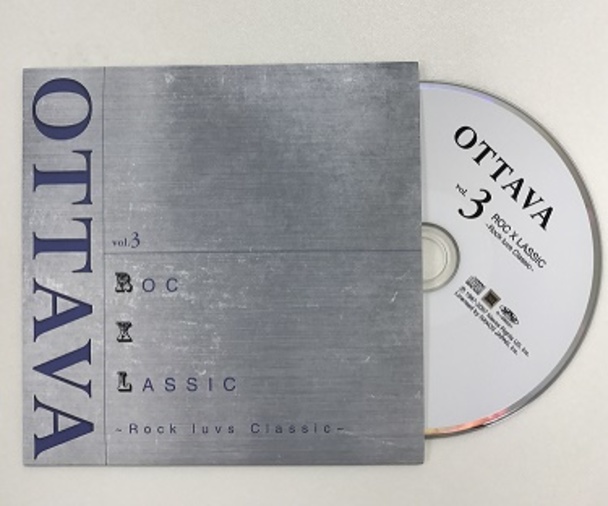 OTTAVA
vol.3
ROC
X
LASSIC
~Rock luvs Classic~
OTTAVA
vol. 3
ROC X LASSIC
~Rock luvs Classic~